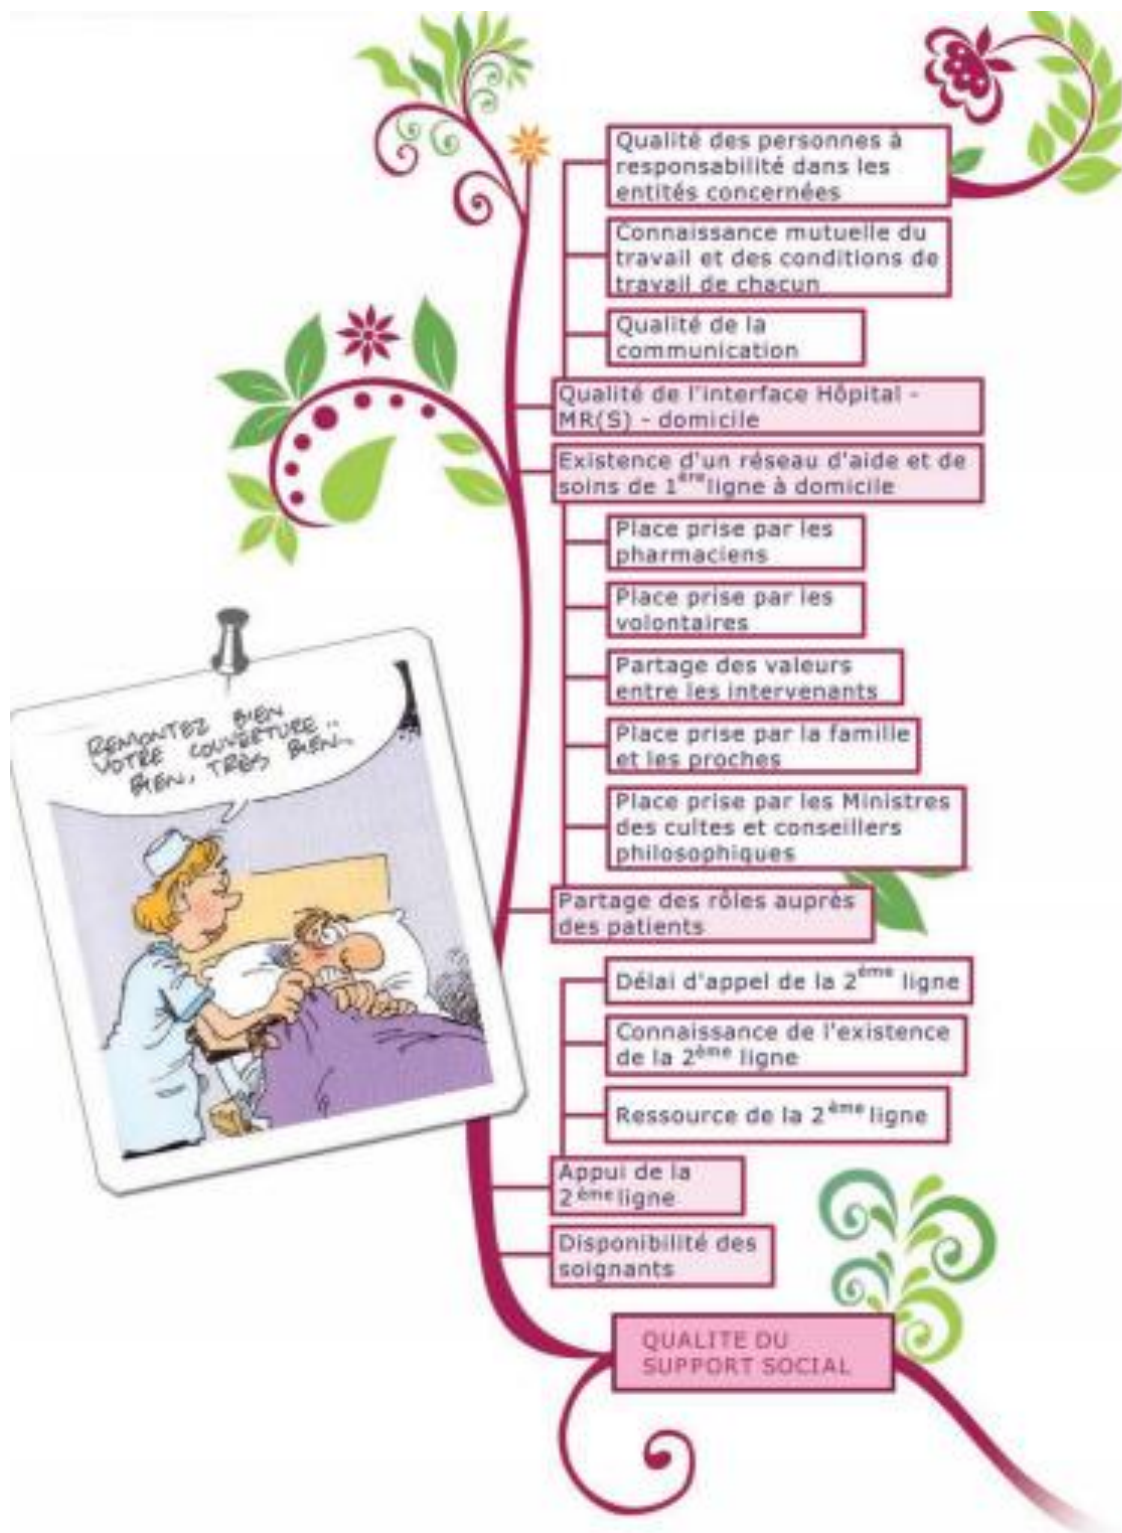 Qualité des personnes à
responsabilité dans les
entités concernées
Connaissance mutuelle du
travail et des conditions de
travail de chacun
Qualité de la
communication
Qualité de l'interface Hôpital -
MR(S) - domicile
Existence d'un réseau d'aide et de
soins de 1ère ligne à domicile
Place prise par les
pharmaciens
Place prise par les
volontaires
Partage des valeurs
entre les intervenants
Place prise par la famille
et les proches
Place prise par les Ministres
des cultes et conseillers
philosophiques
Partage des rôles auprès
des patients
Délai d'appel de la 2ème ligne
Connaissance de l'existence
de la 2ème ligne
Ressource de la 2ème ligne
Appui de la
2ème ligne
Disponibilité des
soignants
QUALITE DU
SUPPORT SOCIAL
REMONTEZ BIEN
VOTRE COUVERTURE..
BIEN, TRÈS BIEN...